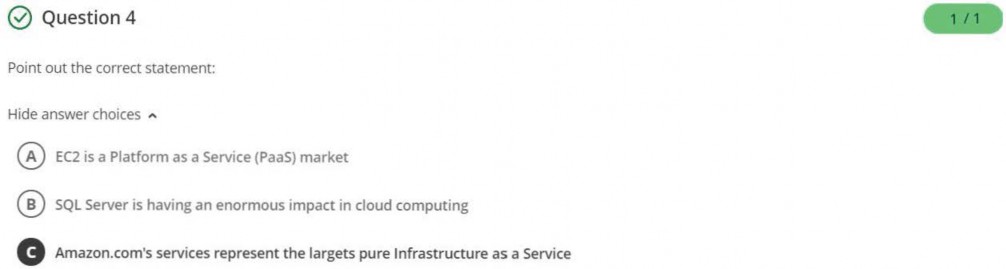 Question 4
1 / 1
Point out the correct statement:
Hide answer choices
A EC2 is a Platform as a Service (PaaS) market
B SQL Server is having an enormous impact in cloud computing
C Amazon.com's services represent the largets pure Infrastructure as a Service